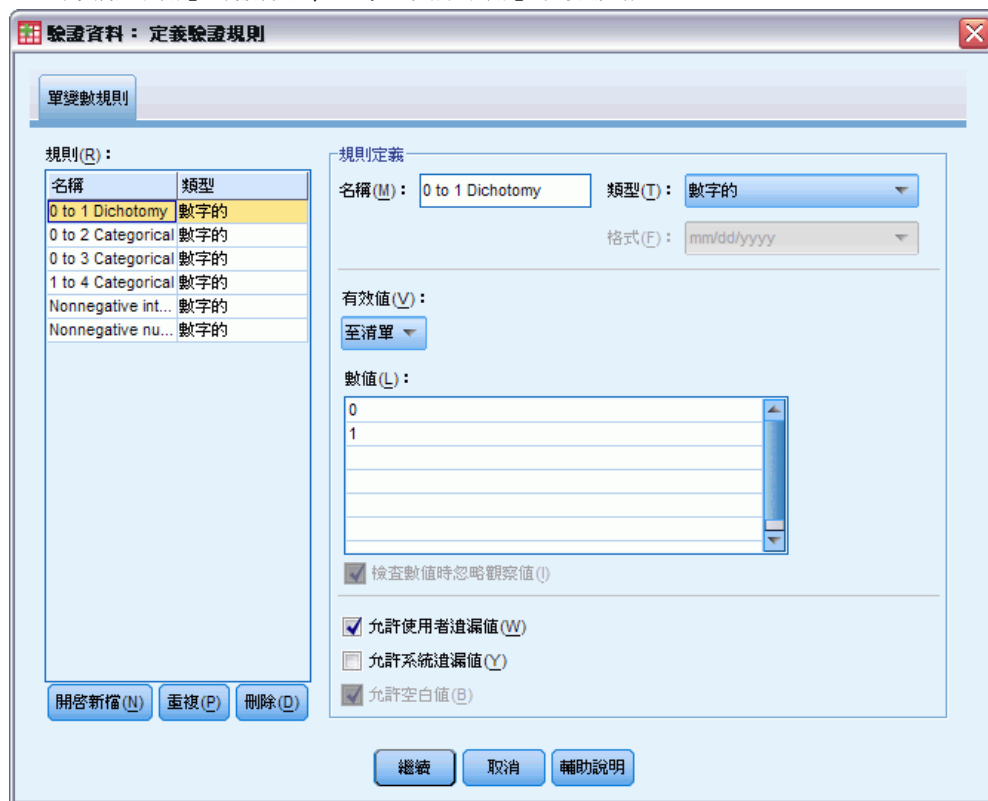 驗證資料：定義驗證規則
單變數規則
規則(R)：
名稱 類型
0 to 1 Dichotomy 數字的
0 to 2 Categorical 數字的
0 to 3 Categorical 數字的
1 to 4 Categorical 數字的
Nonnegative int... 數字的
Nonnegative nu... 數字的
開啓新檔(N) 重複(P) 刪除(D)
規則定義
名稱(M)： 0 to 1 Dichotomy 類型(T)： 數字的
格式(F)： mm/dd/yyyy
有效值(V)：
至清單
數值(L)：
0
1
檢查數值時忽略觀察值(I)
允許使用者遺漏值(W)
允許系統遺漏值(Y)
允許空白值(B)
繼續 取消 輔助說明